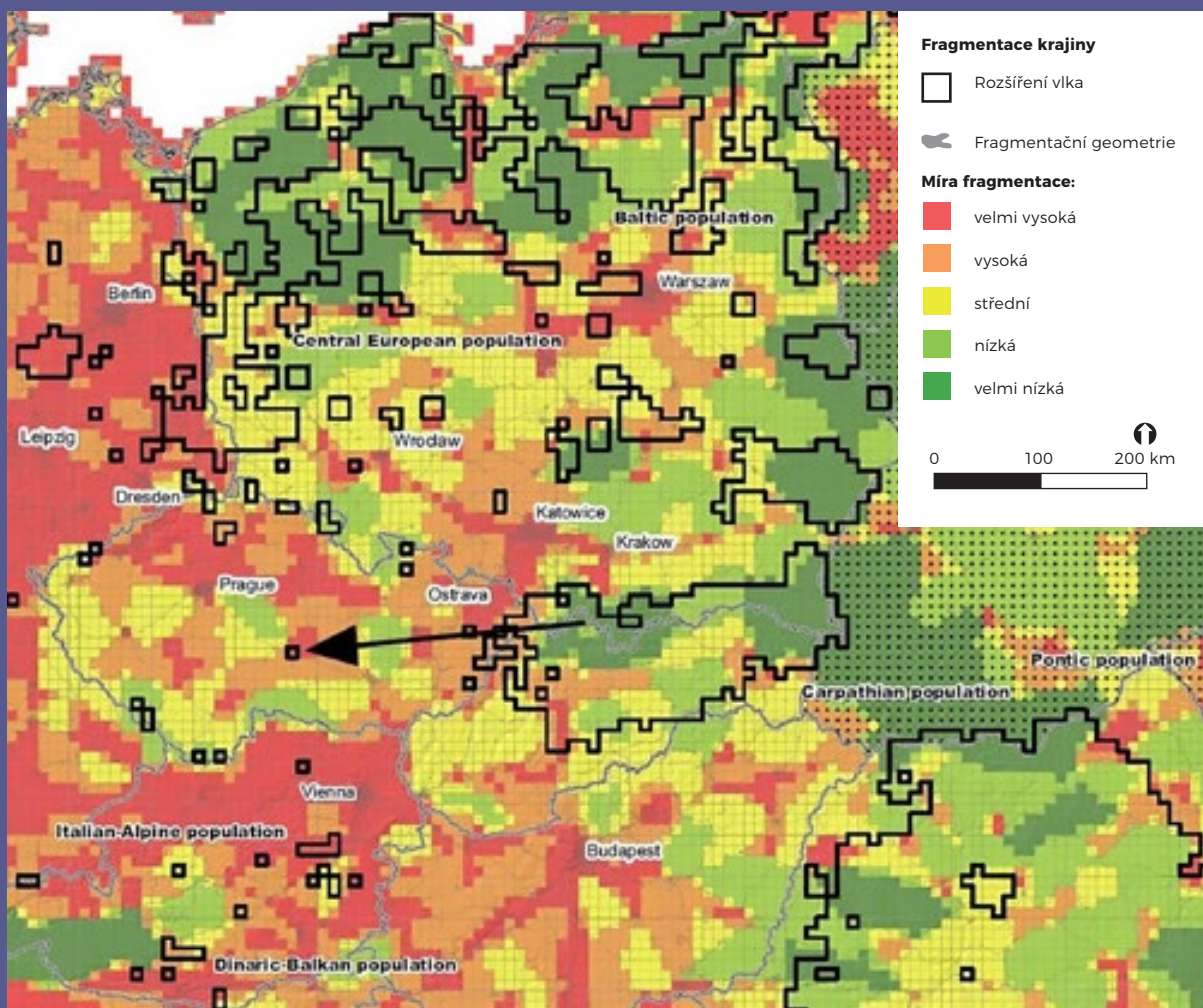 Fragmentace krajiny
Rozšíření vlka
Fragmentační geometrie
Míra fragmentace:
velmi vysoká
vysoká
střední
nízká
velmi nízká
0 100 200 km
Baltic population
Warszaw
Berlin
Central European population
Leipzig
Wroclaw
Dresden
Katowice
Krakow
Prague
Ostrava
Pontic population
Carpathian population
Vienna
Italian-Alpine population
Budapest
Dinaric-Balkan population